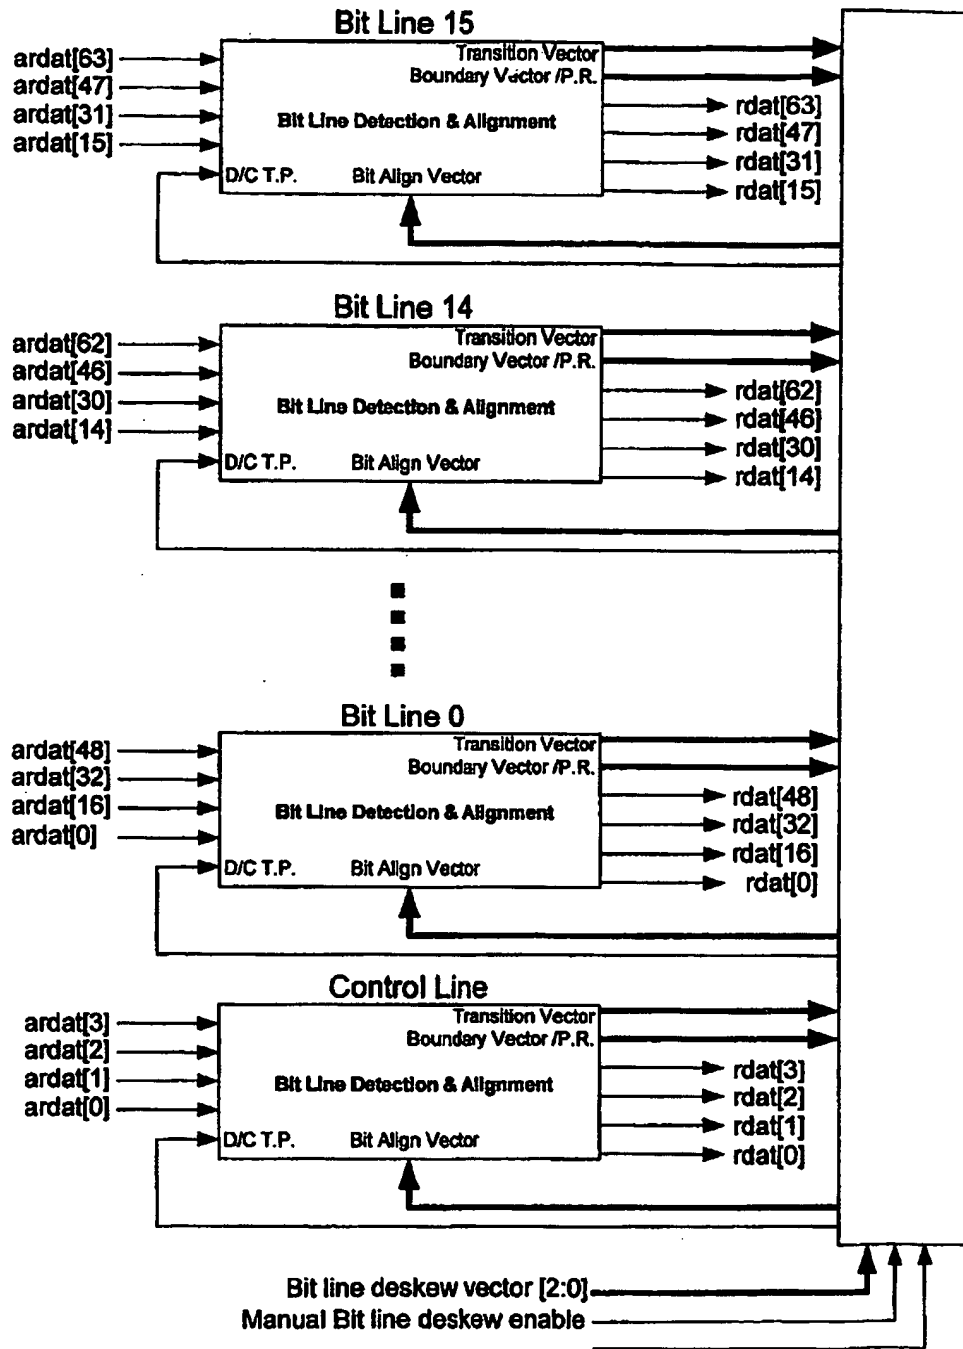 Bit Line 15
ardat[63]
ardat[47]
ardat[31]
ardat[15]
Transition Vector
Boundary Vector /P.R.
Bit Line Detection & Alignment
D/C T.P.
Bit Align Vector
rdat[63]
rdat[47]
rdat[31]
rdat[15]
Bit Line 14
ardat[62]
ardat[46]
ardat[30]
ardat[14]
Transition Vector
Boundary Vector /P.R.
Bit Line Detection & Alignment
D/C T.P.
Bit Align Vector
rdat[62]
rdat[46]
rdat[30]
rdat[14]
Bit Line 0
ardat[48]
ardat[32]
ardat[16]
ardat[0]
Transition Vector
Boundary Vector /P.R.
Bit Line Detection & Alignment
D/C T.P.
Bit Align Vector
rdat[48]
rdat[32]
rdat[16]
rdat[0]
Control Line
ardat[3]
ardat[2]
ardat[1]
ardat[0]
Transition Vector
Boundary Vector /P.R.
Bit Line Detection & Alignment
D/C T.P.
Bit Align Vector
rdat[3]
rdat[2]
rdat[1]
rdat[0]
Bit line deskew vector [2:0]
Manual Bit line deskew enable